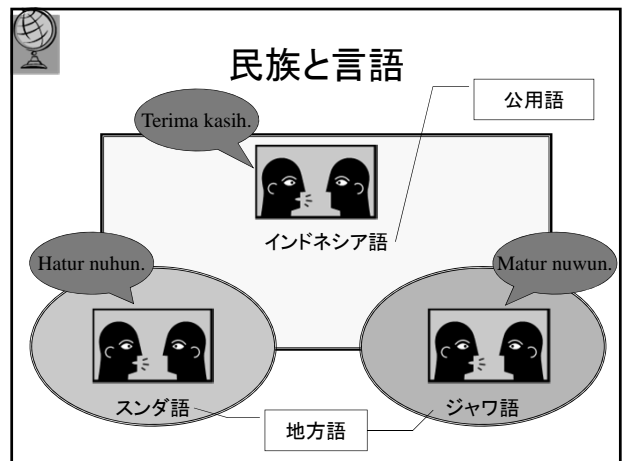 民族と言語
公用語
Terima kasih.
インドネシア語
Hatur nuhun.
Matur nuwun.
スンダ語
ジャワ語
地方語